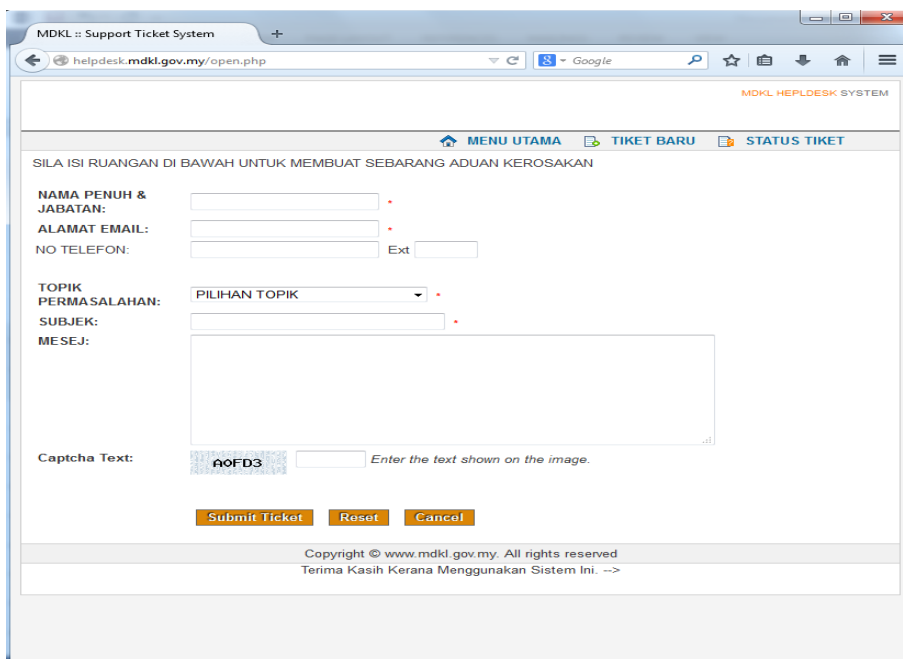 MDKL :: Support Ticket System
helpdesk.mdkl.gov.my/open.php
Google
MDKL HEPLDESK SYSTEM
MENU UTAMA TIKET BARU STATUS TIKET
SILA ISI RUANGAN DI BAWAH UNTUK MEMBUAT SEBARANG ADUAN KEROSAKAN
NAMA PENUH &
JABATAN: *
ALAMAT EMAIL: *
NO TELEFON: Ext
TOPIK
PERMASALAHAN: PILIHAN TOPIK *
SUBJEK: *
MESEJ:
Captcha Text: A0FD3 Enter the text shown on the image.
Submit Ticket Reset Cancel
Copyright © www.mdkl.gov.my. All rights reserved
Terima Kasih Kerana Menggunakan Sistem Ini. -->